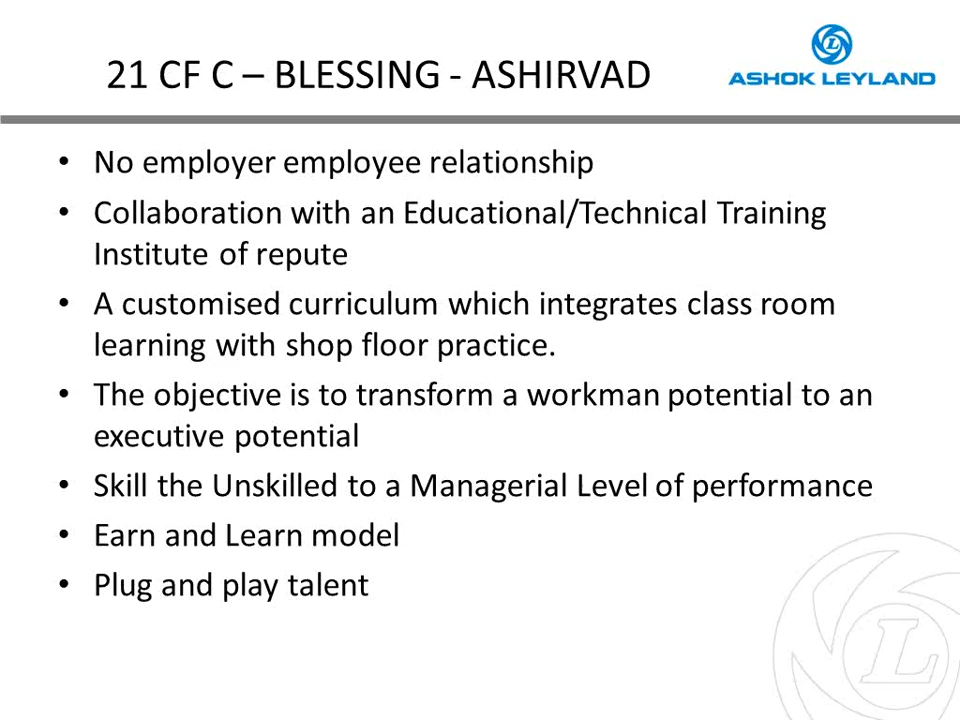 21 CF C – BLESSING - ASHIRVAD
L
ASHOK LEYLAND
• No employer employee relationship
• Collaboration with an Educational/Technical Training
Institute of repute
• A customised curriculum which integrates class room
learning with shop floor practice.
• The objective is to transform a workman potential to an
executive potential
• Skill the Unskilled to a Managerial Level of performance
• Earn and Learn model
• Plug and play talent
L